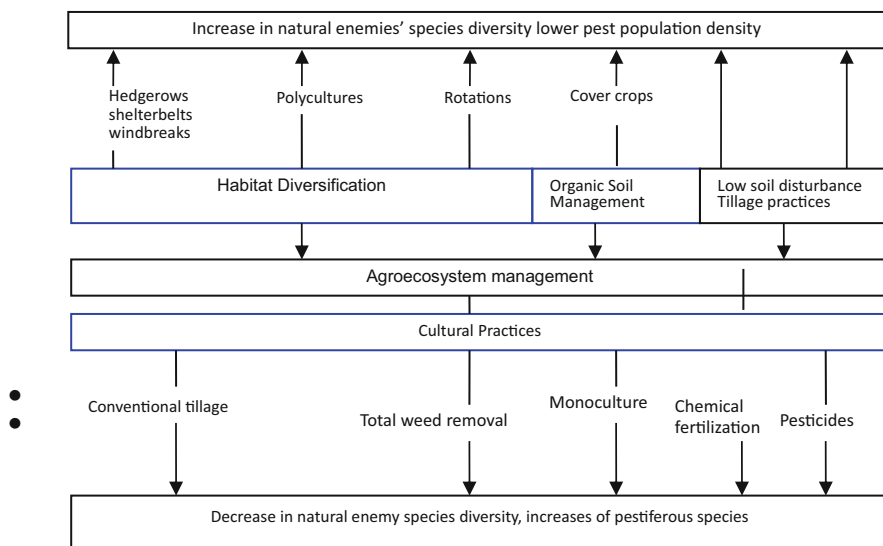 Increase in natural enemies' species diversity lower pest population density
Hedgerows
shelterbelts
windbreaks
Polycultures
Rotations
Cover crops
Habitat Diversification
Organic Soil
Management
Low soil disturbance
Tillage practices
Agroecosystem management
Cultural Practices
Conventional tillage
Total weed removal
Monoculture
Chemical
fertilization
Pesticides
Decrease in natural enemy species diversity, increases of pestiferous species